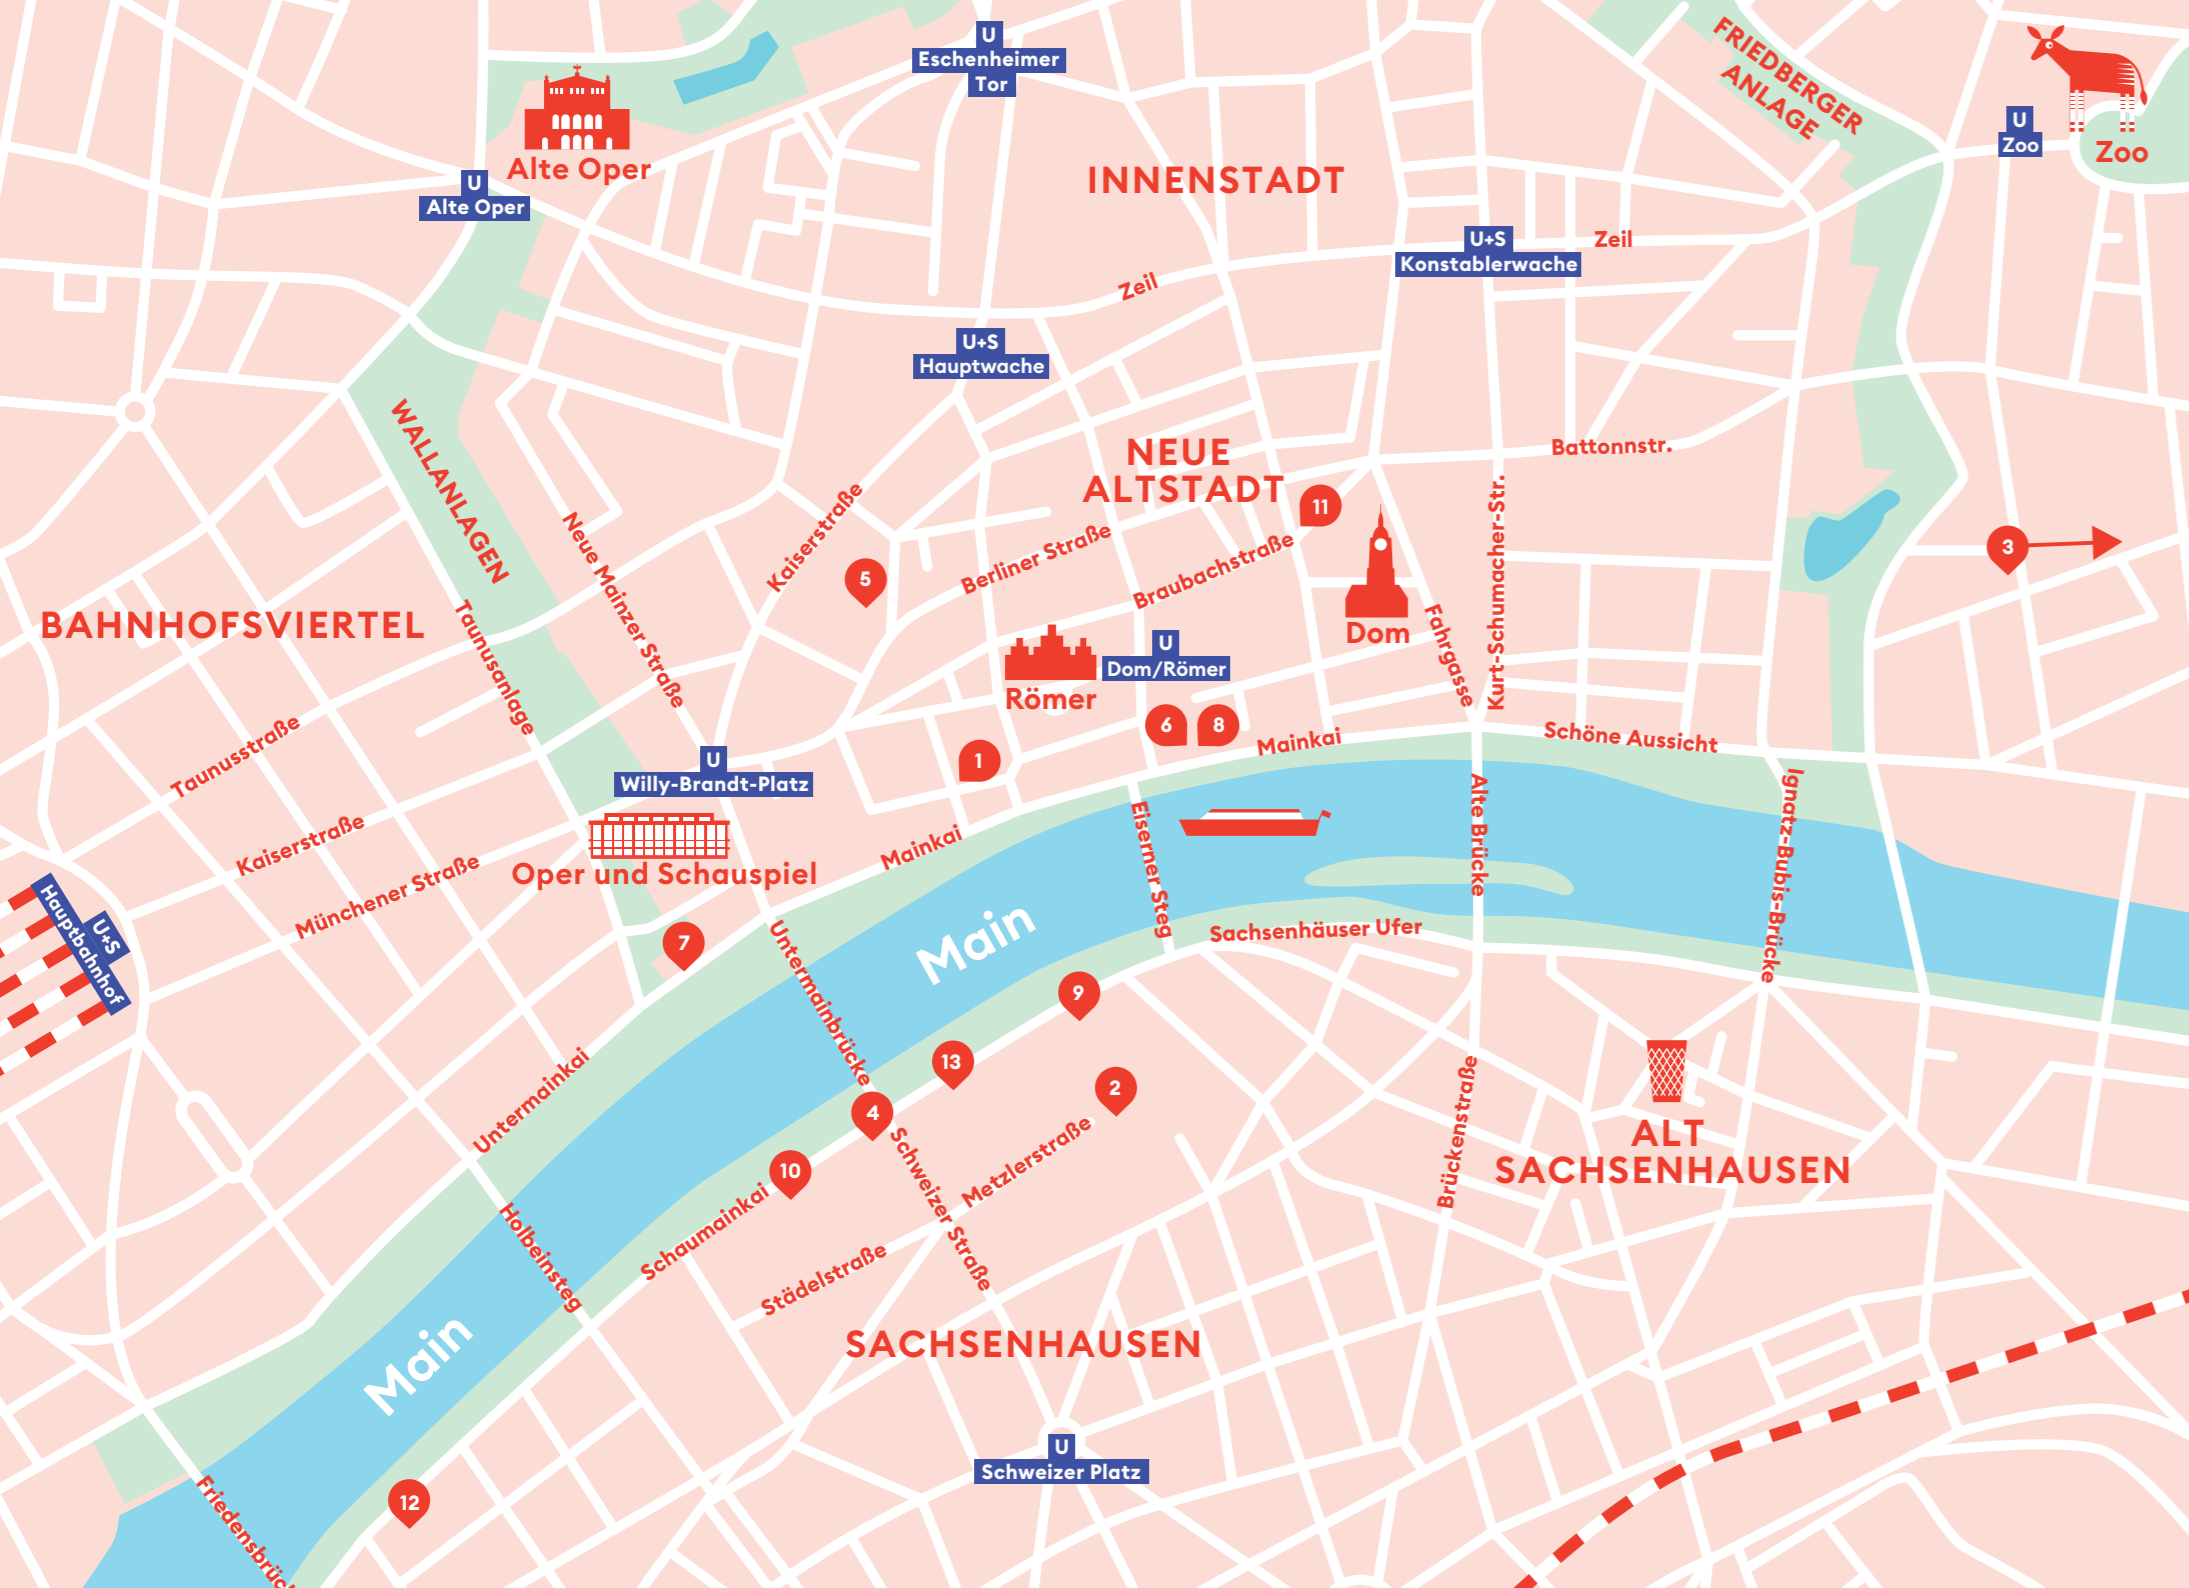 U
Eschenheimer
Tor
FRIEDBERGER
ANLAGE
U
Zoo
Zoo
Alte Oper
U
Alte Oper
INNENSTADT
U+S
Konstablerwache
Zeil
Zeil
U+S
Hauptwache
WALLANLAGEN
NEUE
ALTSTADT
Battonnstr.
Kaiserstraße
11
Neue Mainzer Straße
Berliner Straße
Braubachstraße
Kurt-Schumacher-Str.
3
5
BAHNHOFSVIERTEL
Taunusanlage
Dom
Fahrgasse
U
Dom/Römer
Römer
6
8
Mainkai
Schöne Aussicht
Taunusstraße
U
Willy-Brandt-Platz
1
Kaiserstraße
Münchener Straße
Oper und Schauspiel
Mainkai
Eiserner Steg
Alte Brücke
Ignatz-Bubis-Brücke
U+S
Hauptbahnhof
7
Untermainbrücke
Main
Sachsenhäuser Ufer
9
13
2
4
Untermainkai
10
Schaumainkai
Schweizer Straße
Metzlerstraße
Brückenstraße
ALT
SACHSENHAUSEN
Holbeinsteg
Städelstraße
Main
SACHSENHAUSEN
U
Schweizer Platz
12
Friedensbrüc